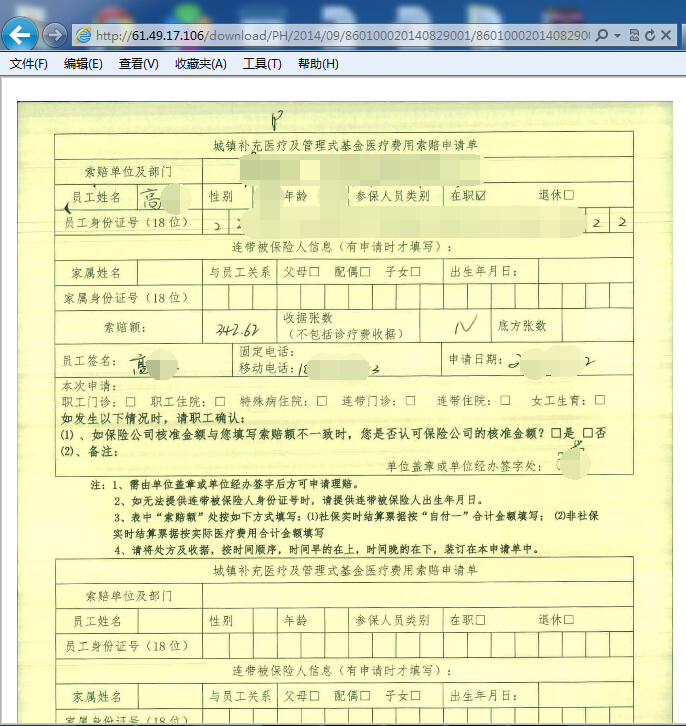 http://61.49.17.106/download/PH/2014/09/860100020140829001/8601000201408290
文件(F) 编辑(E) 查看(V) 收藏夹(A) 工具(T) 帮助(H)
城镇补充医疗及管理式基金医疗费用索赔申请单
索赔单位及部门
员工姓名 高 性别 年龄 参保人员类别 在职☑ 退休□
员工身份证号（18位） 2 2 2
连带被保险人信息（有申请时才填写）：
家属姓名 与员工关系 父母□ 配偶□ 子女□ 出生年月日：
家属身份证号（18位）
索赔额： 342.62 收据张数 底方张数
（不包括诊疗费收据）
员工签名： 高 固定电话： 申请日期： 2 2
移动电话：18 3
本次申请：
职工门诊：□ 职工住院：□ 特殊病住院：□ 连带门诊：□ 连带住院：□ 女工生育：□
如发生以下情况时，请职工确认：
(1)、如保险公司核准金额与您填写索赔额不一致时，您是否认可保险公司的核准金额？□是 □否
(2)、备注：
单位盖章或单位经办签字处：
注：1、需由单位盖章或单位经办签字后方可申请理赔。
2、如无法提供连带被保险人身份证号时，请提供连带被保险人出生年月日。
3、表中“索赔额”处按如下方式填写：(1)社保实时结算票据按“自付一”合计金额填写； (2)非社保
实时结算票据按实际医疗费用合计金额填写
4、请将处方及收据，按时间顺序，时间早的在上，时间晚的在下，装订在本申请单中。
城镇补充医疗及管理式基金医疗费用索赔申请单
索赔单位及部门
员工姓名 性别 年龄 参保人员类别 在职□ 退休□
员工身份证号（18位）
连带被保险人信息（有申请时才填写）：
家属姓名 与员工关系 父母□ 配偶□ 子女□ 出生年月日：
家属身份证号（18位）